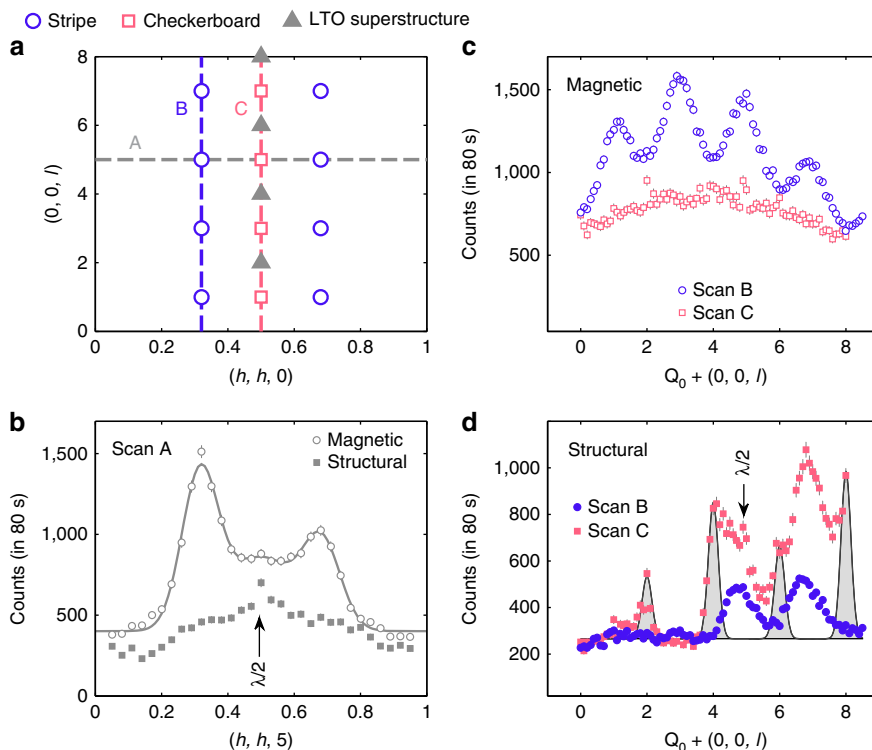 Stripe Checkerboard LTO superstructure
a
8
6
4
2
0
(0, 0, l)
A
B
C
0 0.2 0.4 0.6 0.8 1
(h, h, 0)
b
Scan A
Magnetic
Structural
1,500
1,000
500
0
Counts (in 80 s)
λ/2
0 0.2 0.4 0.6 0.8 1
(h, h, 5)
c
Magnetic
1,500
1,000
500
Counts (in 80 s)
Scan B
Scan C
0 2 4 6 8
Q0 + (0, 0, l)
d
Structural
Scan B
Scan C
λ/2
1,000
800
600
400
200
Counts (in 80 s)
0 2 4 6 8
Q0 + (0, 0, l)